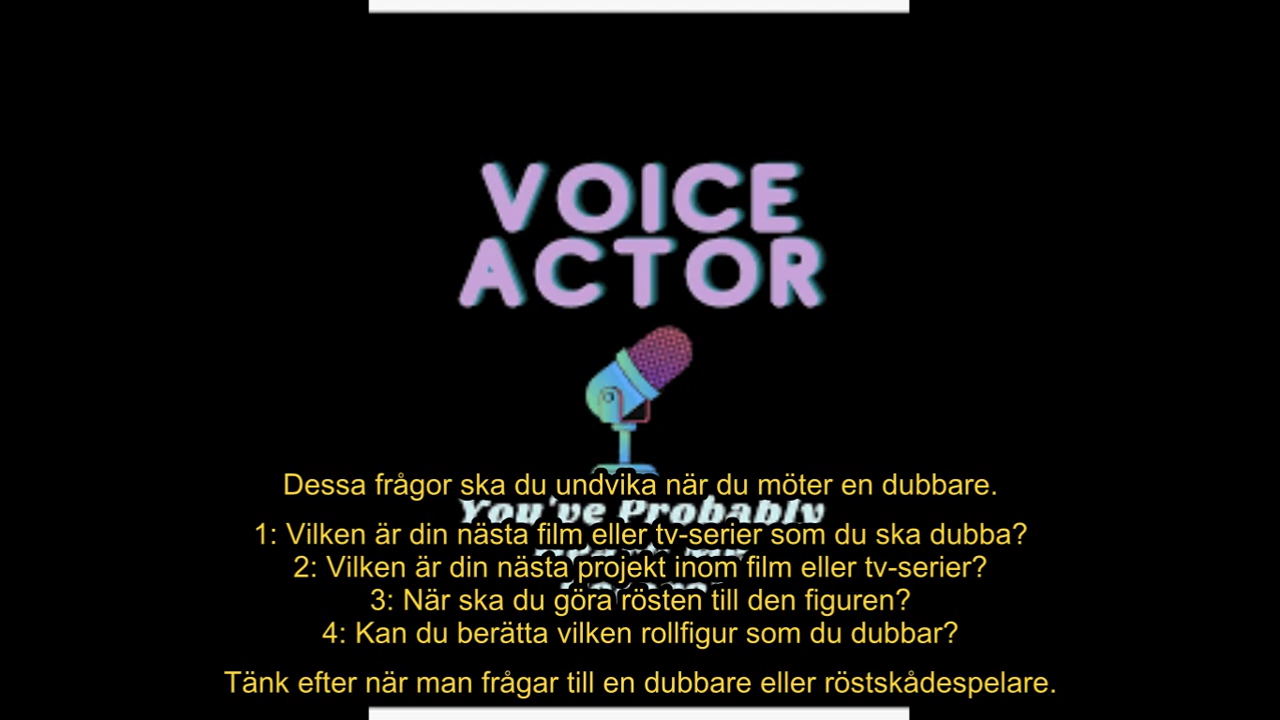 VOICE
ACTOR
Dessa frågor ska du undvika när du möter en dubbare.
You've Probably
1: Vilken är din nästa film eller tv-serier som du ska dubba?
2: Vilken är din nästa projekt inom film eller tv-serier?
3: När ska du göra rösten till den figuren?
4: Kan du berätta vilken rollfigur som du dubbar?
Tänk efter när man frågar till en dubbare eller röstskådespelare.